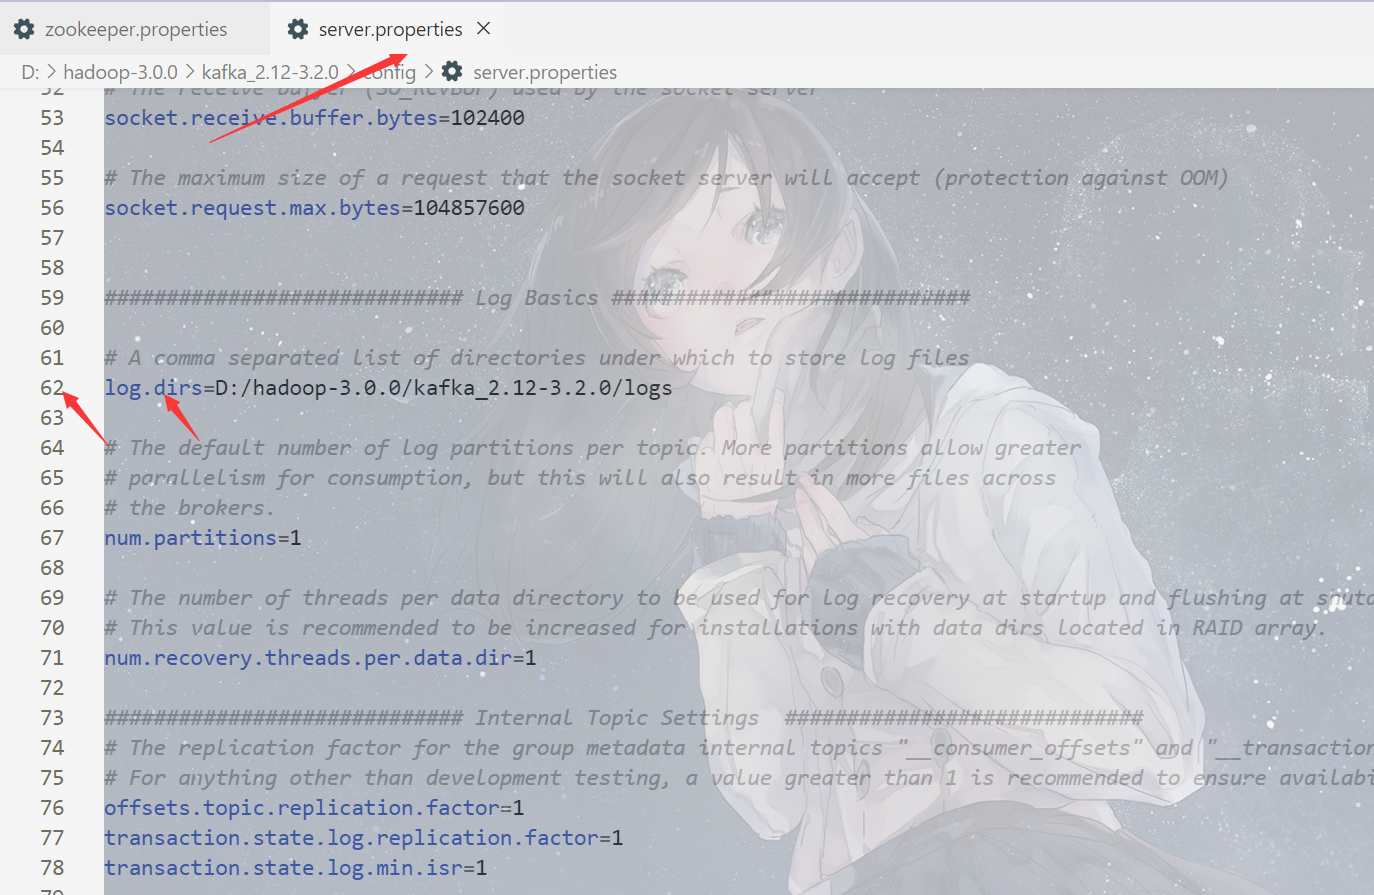 zookeeper.properties
server.properties
D: > hadoop-3.0.0 > kafka_2.12-3.2.0 > config > server.properties
52 # The receive buffer (SO_RCVBUF) used by the socket server
53 socket.receive.buffer.bytes=102400
54
55 # The maximum size of a request that the socket server will accept (protection against OOM)
56 socket.request.max.bytes=104857600
57
58
59 ############################# Log Basics #############################
60
61 # A comma separated list of directories under which to store log files
62 log.dirs=D:/hadoop-3.0.0/kafka_2.12-3.2.0/logs
63
64 # The default number of log partitions per topic. More partitions allow greater
65 # parallelism for consumption, but this will also result in more files across
66 # the brokers.
67 num.partitions=1
68
69 # The number of threads per data directory to be used for log recovery at startup and flushing at
70 # This value is recommended to be increased for installations with data dirs located in RAID array.
71 num.recovery.threads.per.data.dir=1
72
73 ############################# Internal Topic Settings  #############################
74 # The replication factor for the group metadata internal topics "__consumer_offsets" and "__transaction
75 # For anything other than development testing, a value greater than 1 is recommended to ensure availabi
76 offsets.topic.replication.factor=1
77 transaction.state.log.replication.factor=1
78 transaction.state.log.min.isr=1
79